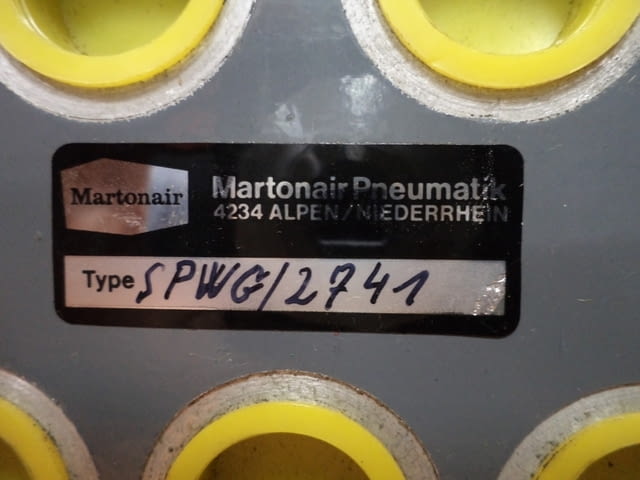 Martonair
Martonair Pneumatik
4234 ALPEN/NIEDERRHEIN
Type SPWG/2741